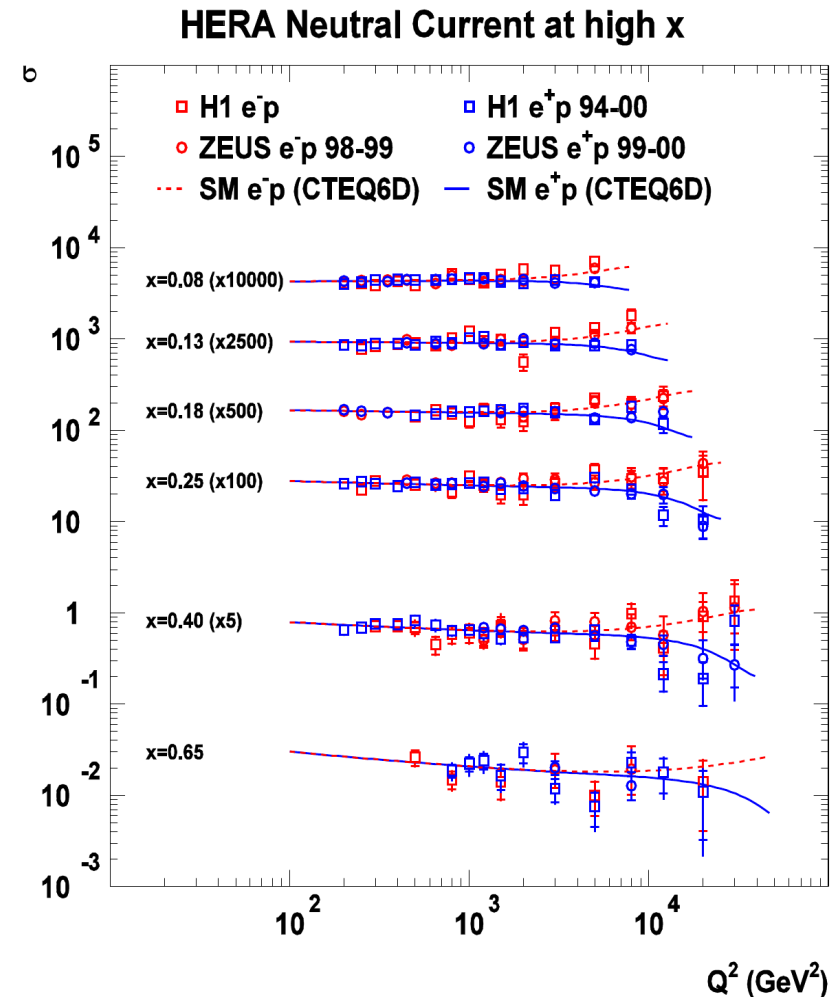 HERA Neutral Current at high x
σ
H1 e⁻p
H1 e⁺p 94-00
ZEUS e⁻p 98-99
ZEUS e⁺p 99-00
SM e⁻p (CTEQ6D)
SM e⁺p (CTEQ6D)
10⁵
10⁴
x=0.08 (x10000)
10³
x=0.13 (x2500)
10²
x=0.18 (x500)
x=0.25 (x100)
10
1
x=0.40 (x5)
10⁻¹
x=0.65
10⁻²
10⁻³
10² 10³ 10⁴
Q² (GeV²)